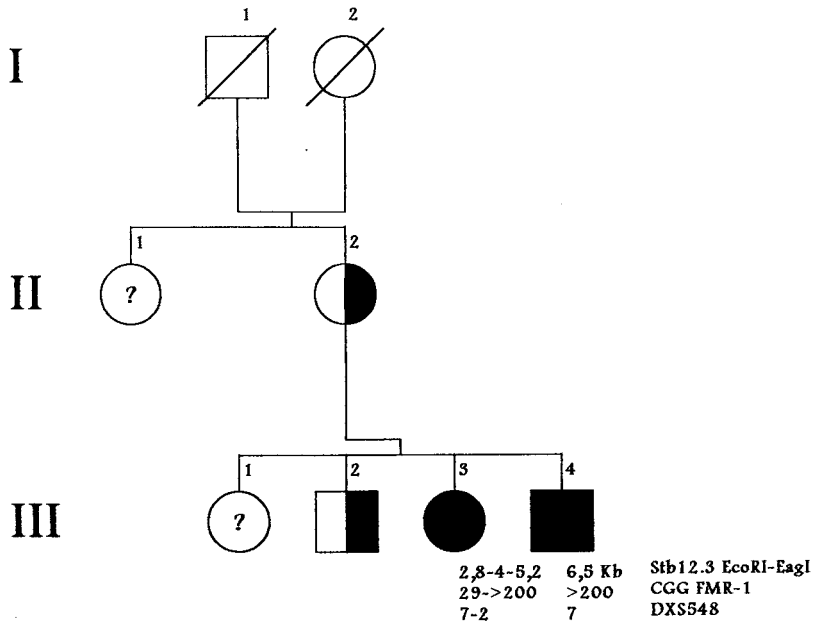 1 2
I
1 2
II
?
1 2 3 4
III
?
2,8-4-5,2 6,5 Kb Stb12.3 EcoRI-EagI
29->200 >200 CGG FMR-1
7-2 7 DXS548